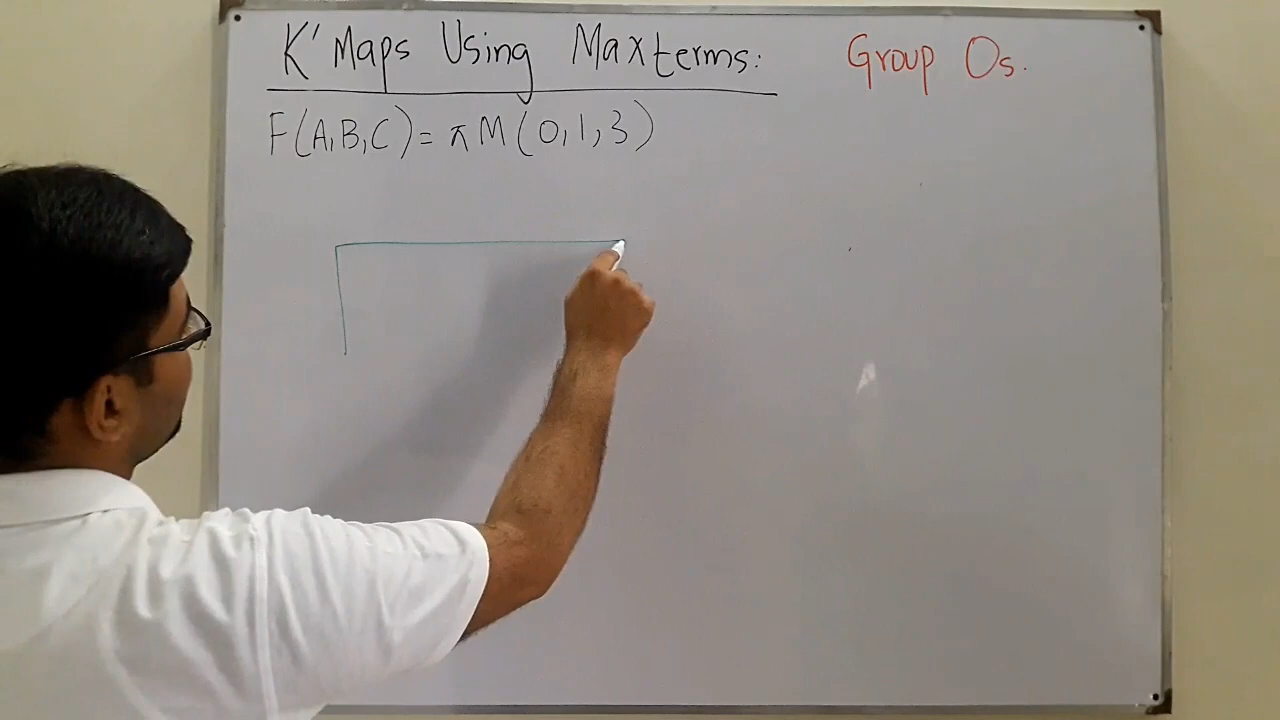 K' Maps Using Maxterms:
Group 0s.
F(A,B,C) = πM(0,1,3)